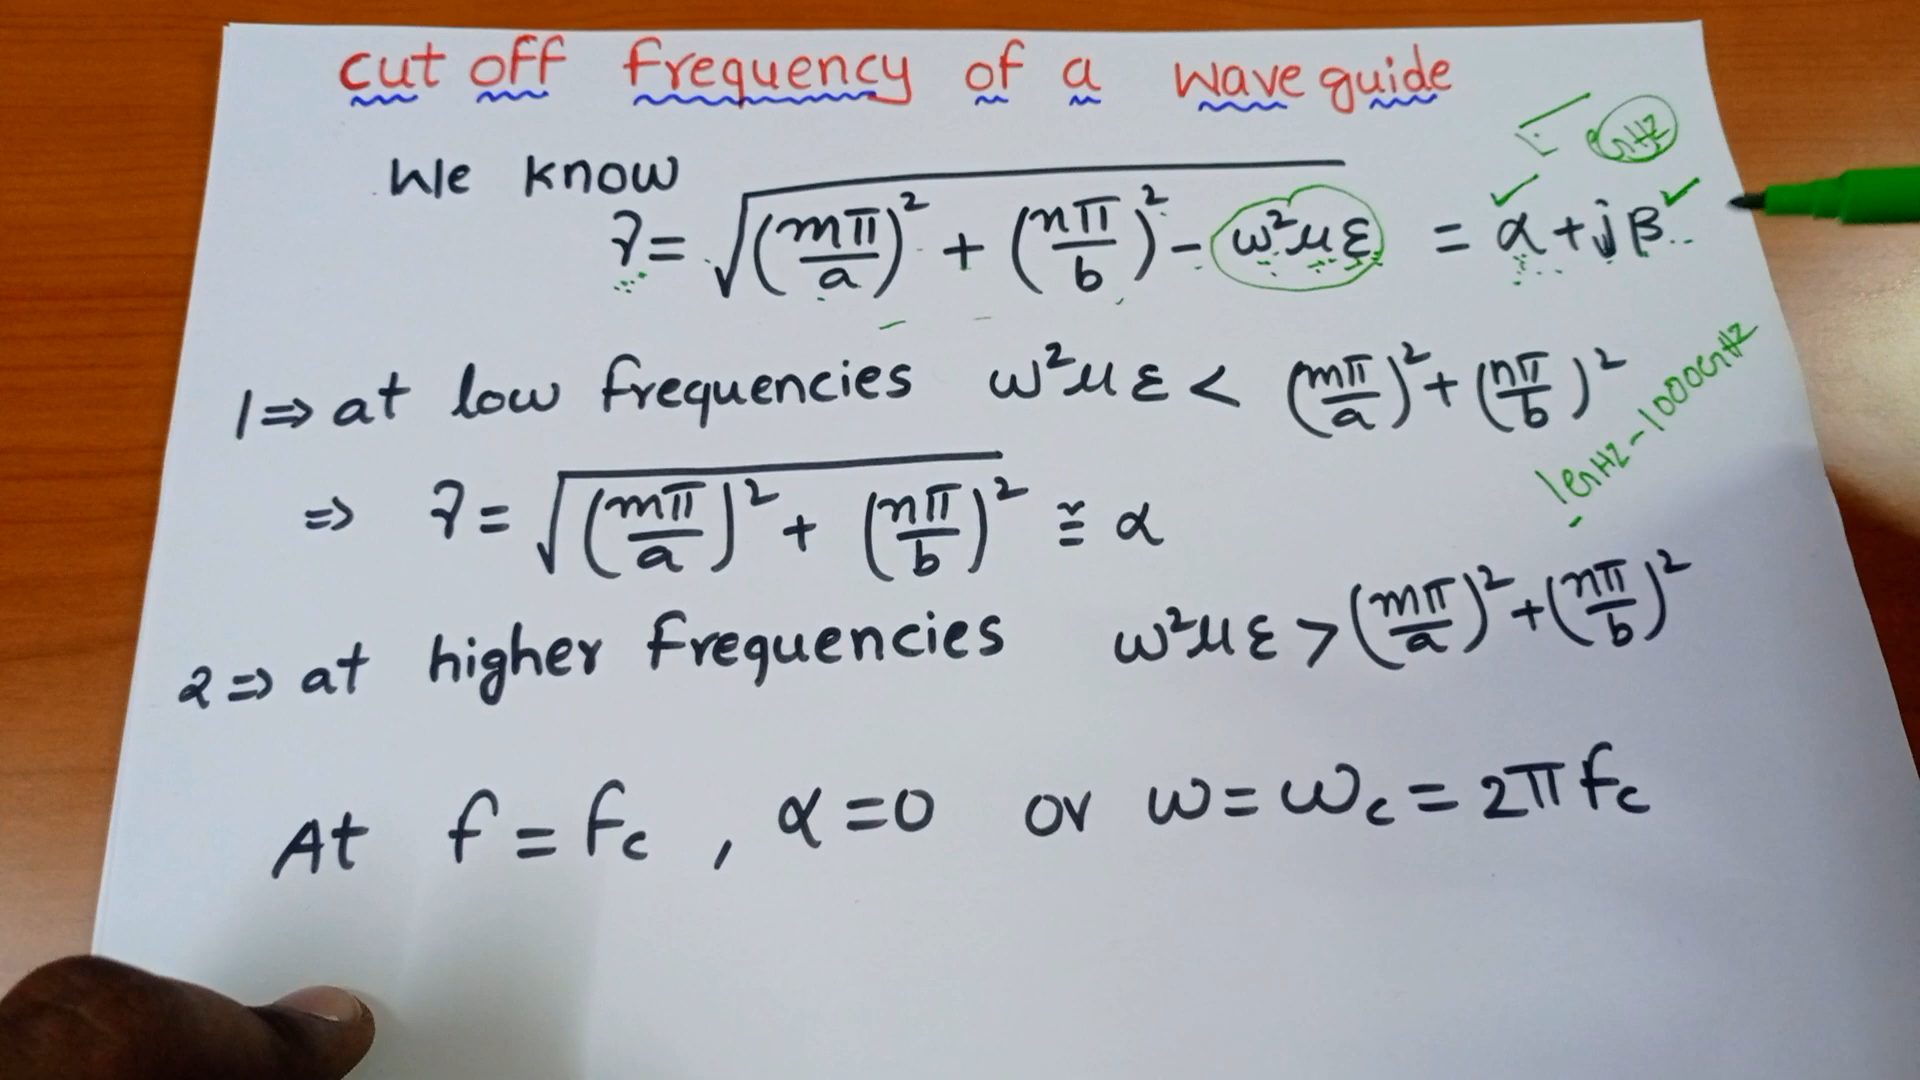 cut off frequency of a wave guide
GHz
We know
γ = √(mπ/a)² + (nπ/b)² - ω²με = α + jβ
1 ⇒ at low frequencies ω²με < (mπ/a)² + (nπ/b)²
1GHz - 1000GHz
⇒ γ = √(mπ/a)² + (nπ/b)² ≅ α
2 ⇒ at higher frequencies ω²με > (mπ/a)² + (nπ/b)²
At f = fc , α = 0 or ω = ωc = 2π fc